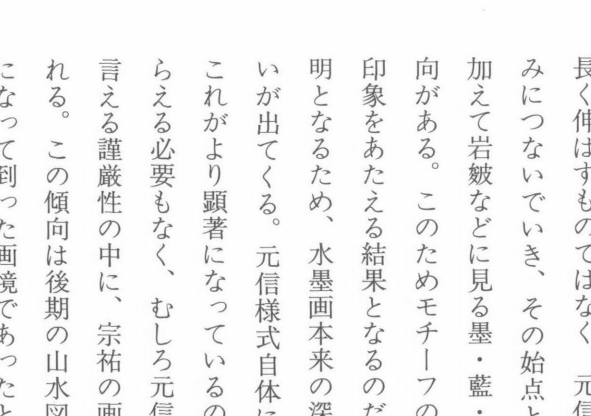 長く伸ばすものではなく、元信
みにつないでいき、その始点と
加えて岩皴などに見る墨・藍・
向がある。このためモチーフの
印象をあたえる結果となるのだ
明となるため、水墨画本来の深
いが出てくる。元信様式自体に
これがより顕著になっているの
らえる必要もなく、むしろ元信
言える謹厳性の中に、宗祐の画
れる。この傾向は後期の山水図
になって到った画境であったと